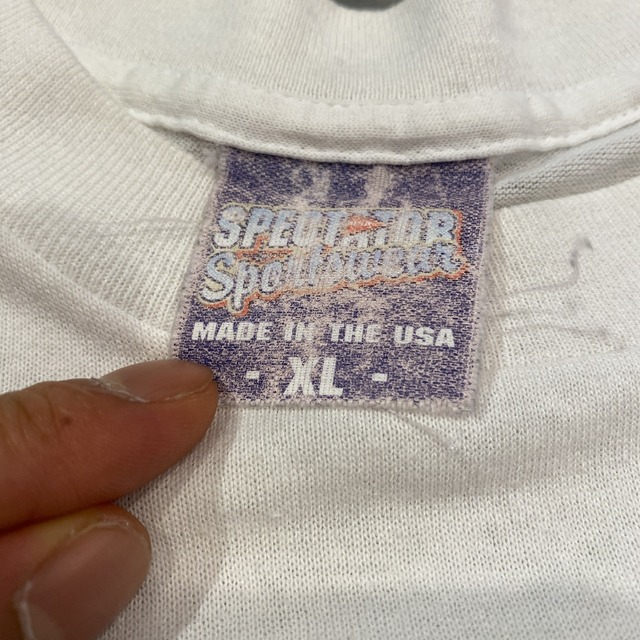 SPECTATOR
Sportswear
MADE IN THE USA
- XL -